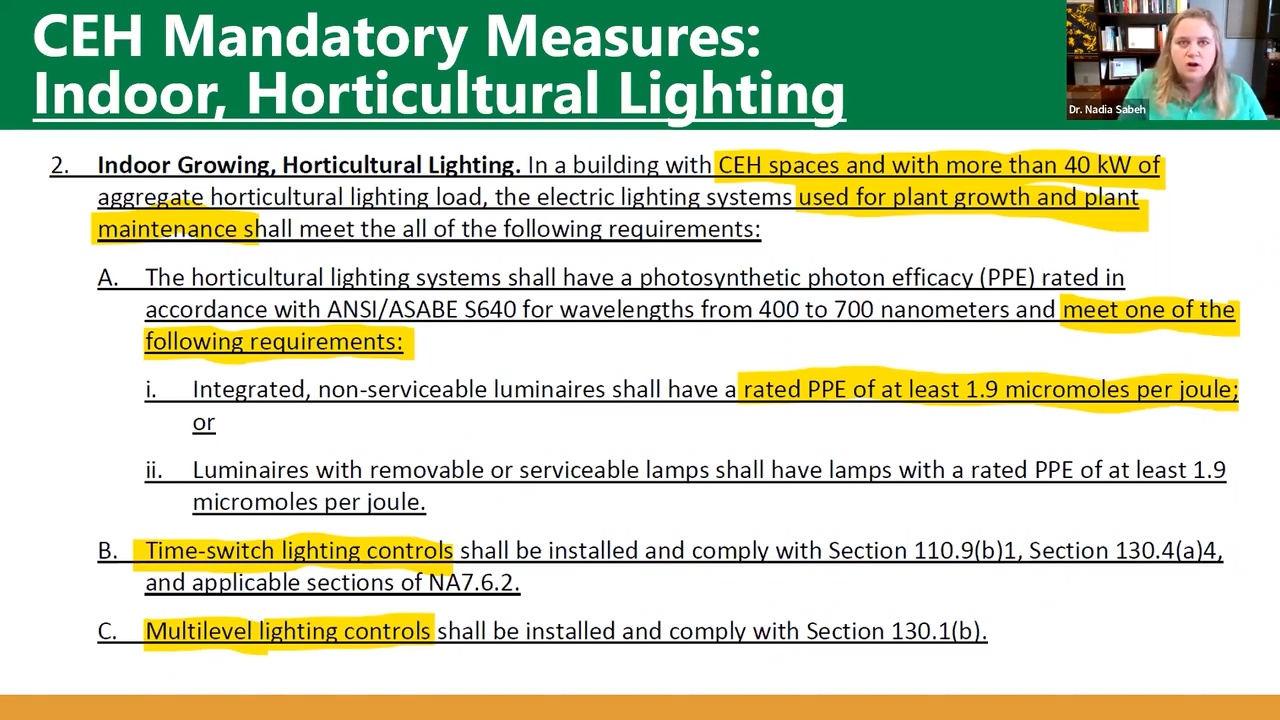 CEH Mandatory Measures:
Indoor, Horticultural Lighting
Dr. Nadia Sabeh
2. Indoor Growing, Horticultural Lighting. In a building with CEH spaces and with more than 40 kW of
aggregate horticultural lighting load, the electric lighting systems used for plant growth and plant
maintenance shall meet the all of the following requirements:
A. The horticultural lighting systems shall have a photosynthetic photon efficacy (PPE) rated in
accordance with ANSI/ASABE S640 for wavelengths from 400 to 700 nanometers and meet one of the
following requirements:
i. Integrated, non-serviceable luminaires shall have a rated PPE of at least 1.9 micromoles per joule;
or
ii. Luminaires with removable or serviceable lamps shall have lamps with a rated PPE of at least 1.9
micromoles per joule.
B. Time-switch lighting controls shall be installed and comply with Section 110.9(b)1, Section 130.4(a)4,
and applicable sections of NA7.6.2.
C. Multilevel lighting controls shall be installed and comply with Section 130.1(b).